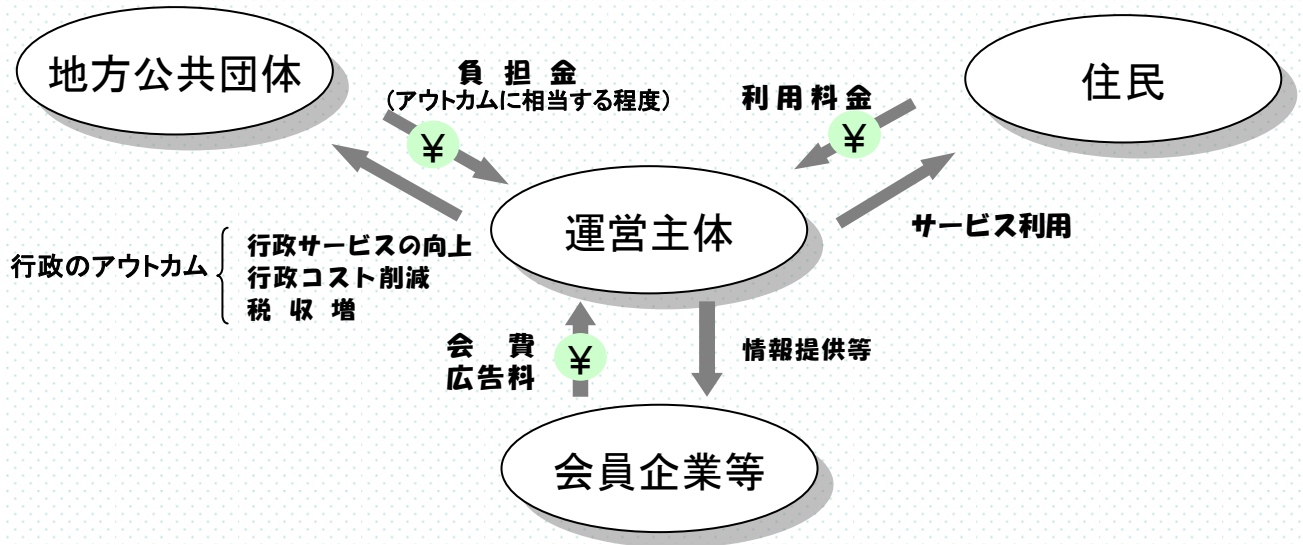 地方公共団体
負 担 金
（アウトカムに相当する程度）
¥
利用料金
¥
住民
運営主体
サービス利用
行政のアウトカム
行政サービスの向上
行政コスト削減
税 収 増
会 費
広告料
¥
情報提供等
会員企業等